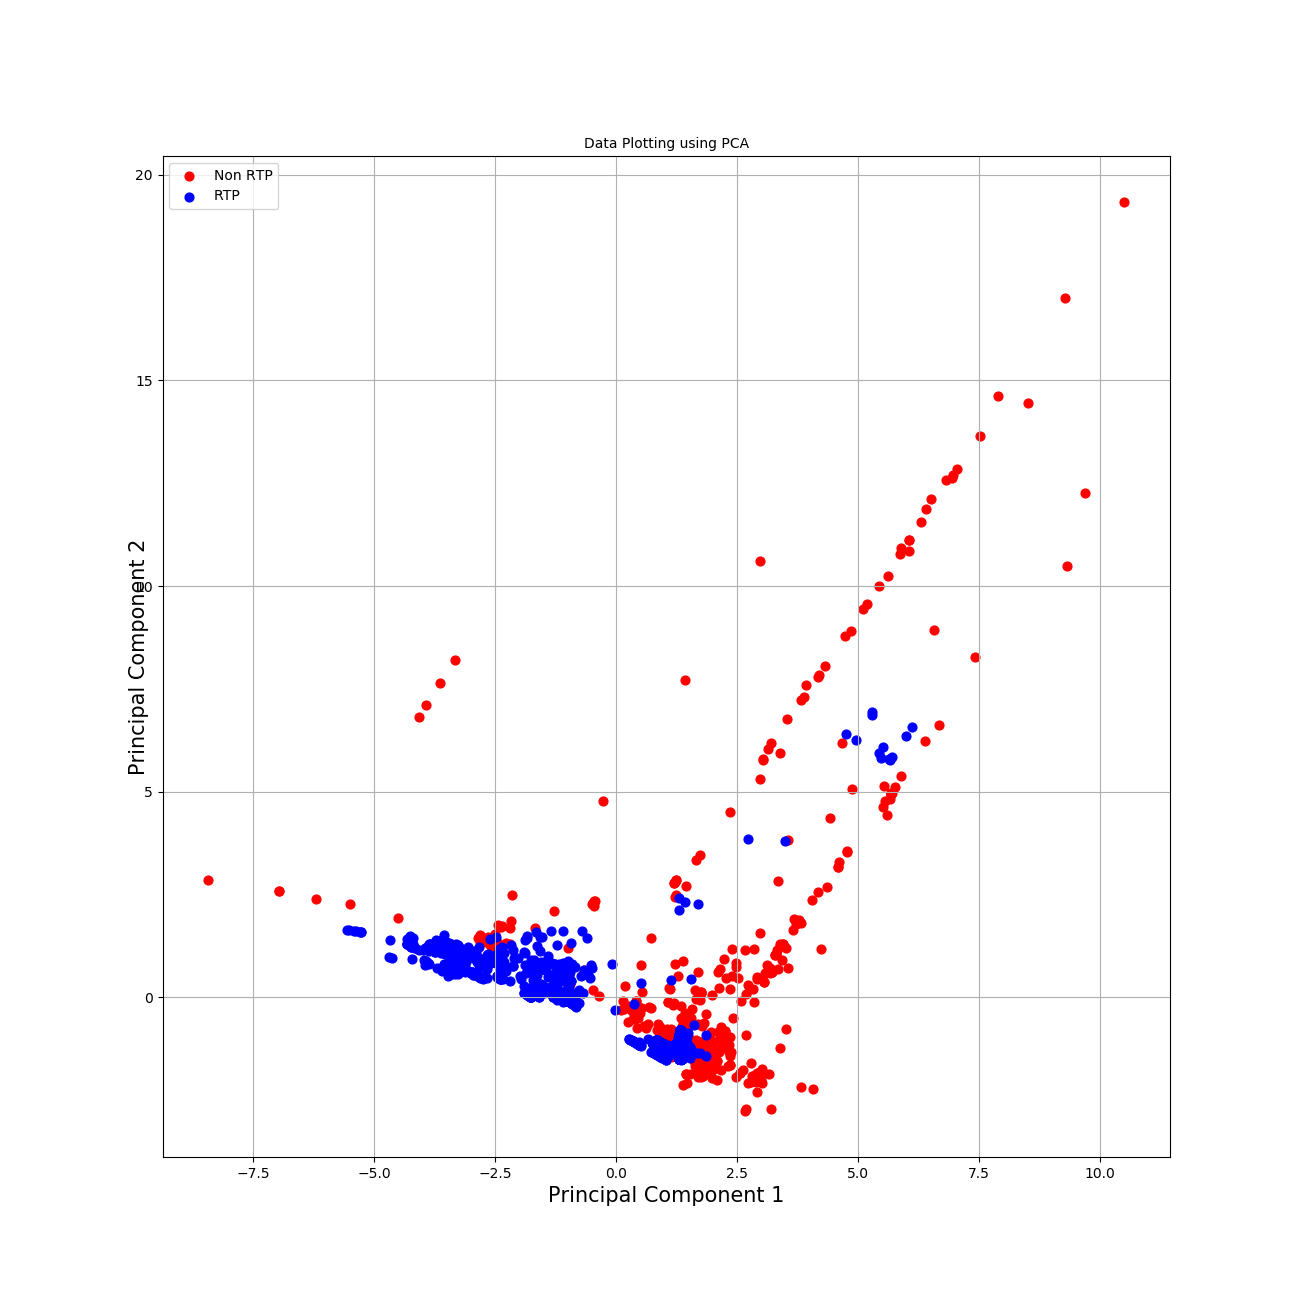 Data Plotting using PCA
Non RTP
RTP
20
15
10
5
0
Principal Component 2
−7.5 −5.0 −2.5 0.0 2.5 5.0 7.5 10.0
Principal Component 1